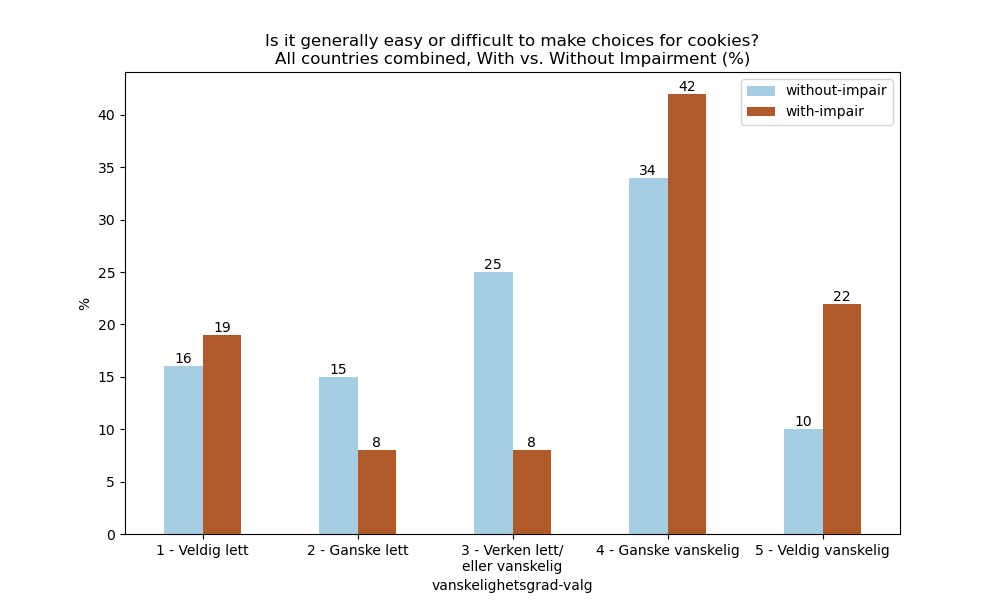 Is it generally easy or difficult to make choices for cookies?
All countries combined, With vs. Without Impairment (%)
without-impair
with-impair
%
40
35
30
25
20
15
10
5
0
16
19
15
8
25
8
34
42
10
22
1 - Veldig lett
2 - Ganske lett
3 - Verken lett/
eller vanskelig
4 - Ganske vanskelig
5 - Veldig vanskelig
vanskelighetsgrad-valg